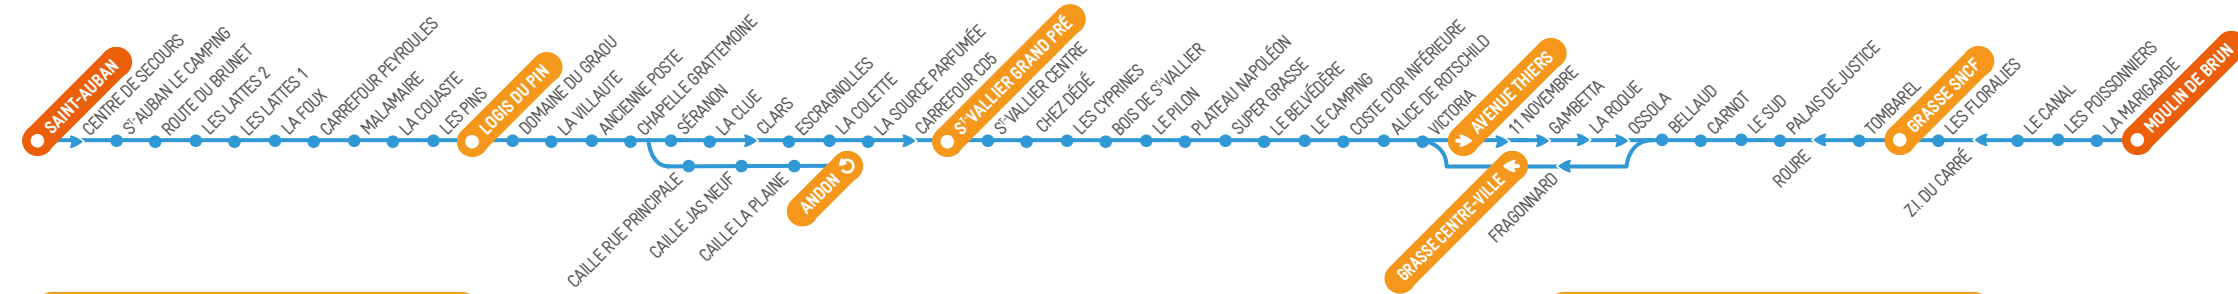 SAINT-AUBAN
CENTRE DE SECOURS
ST-AUBAN LE CAMPING
ROUTE DU BRUNET
LES LATTES 2
LES LATTES 1
LA FOUX
CARREFOUR PEYROULES
MALAMAIRE
LA COUASTE
LES PINS
LOGIS DU PIN
DOMAINE DU GRAOU
LA VILLAUTE
ANCIENNE POSTE
CHAPELLE GRATTEMOINE
SÉRANON
LA CLUE
CLARS
ESCRAGNOLLES
LA COLETTE
LA SOURCE PARFUMÉE
CARREFOUR CD5
ST-VALLIER GRAND PRÉ
ST-VALLIER CENTRE
CHEZ DÉDÉ
LES CYPRINES
BOIS DE ST-VALLIER
LE PILON
PLATEAU NAPOLÉON
SUPER GRASSE
LE BELVÉDÈRE
LE CAMPING
COSTE D'OR INFÉRIEURE
ALICE DE ROTSCHILD
VICTORIA
AVENUE THIERS
11 NOVEMBRE
GAMBETTA
LA ROQUE
OSSOLA
BELLAUD
CARNOT
LE SUD
PALAIS DE JUSTICE
TOMBAREL
GRASSE SNCF
LES FLORALIES
LE CANAL
LES POISSONNIERS
LA MARIGARDE
MOULIN DE BRUN
CAILLE RUE PRINCIPALE
CAILLE JAS NEUF
CAILLE LA PLAINE
ANDON
GRASSE CENTRE-VILLE
FRAGONNARD
ROURE
Z.I. DU CARRÉ